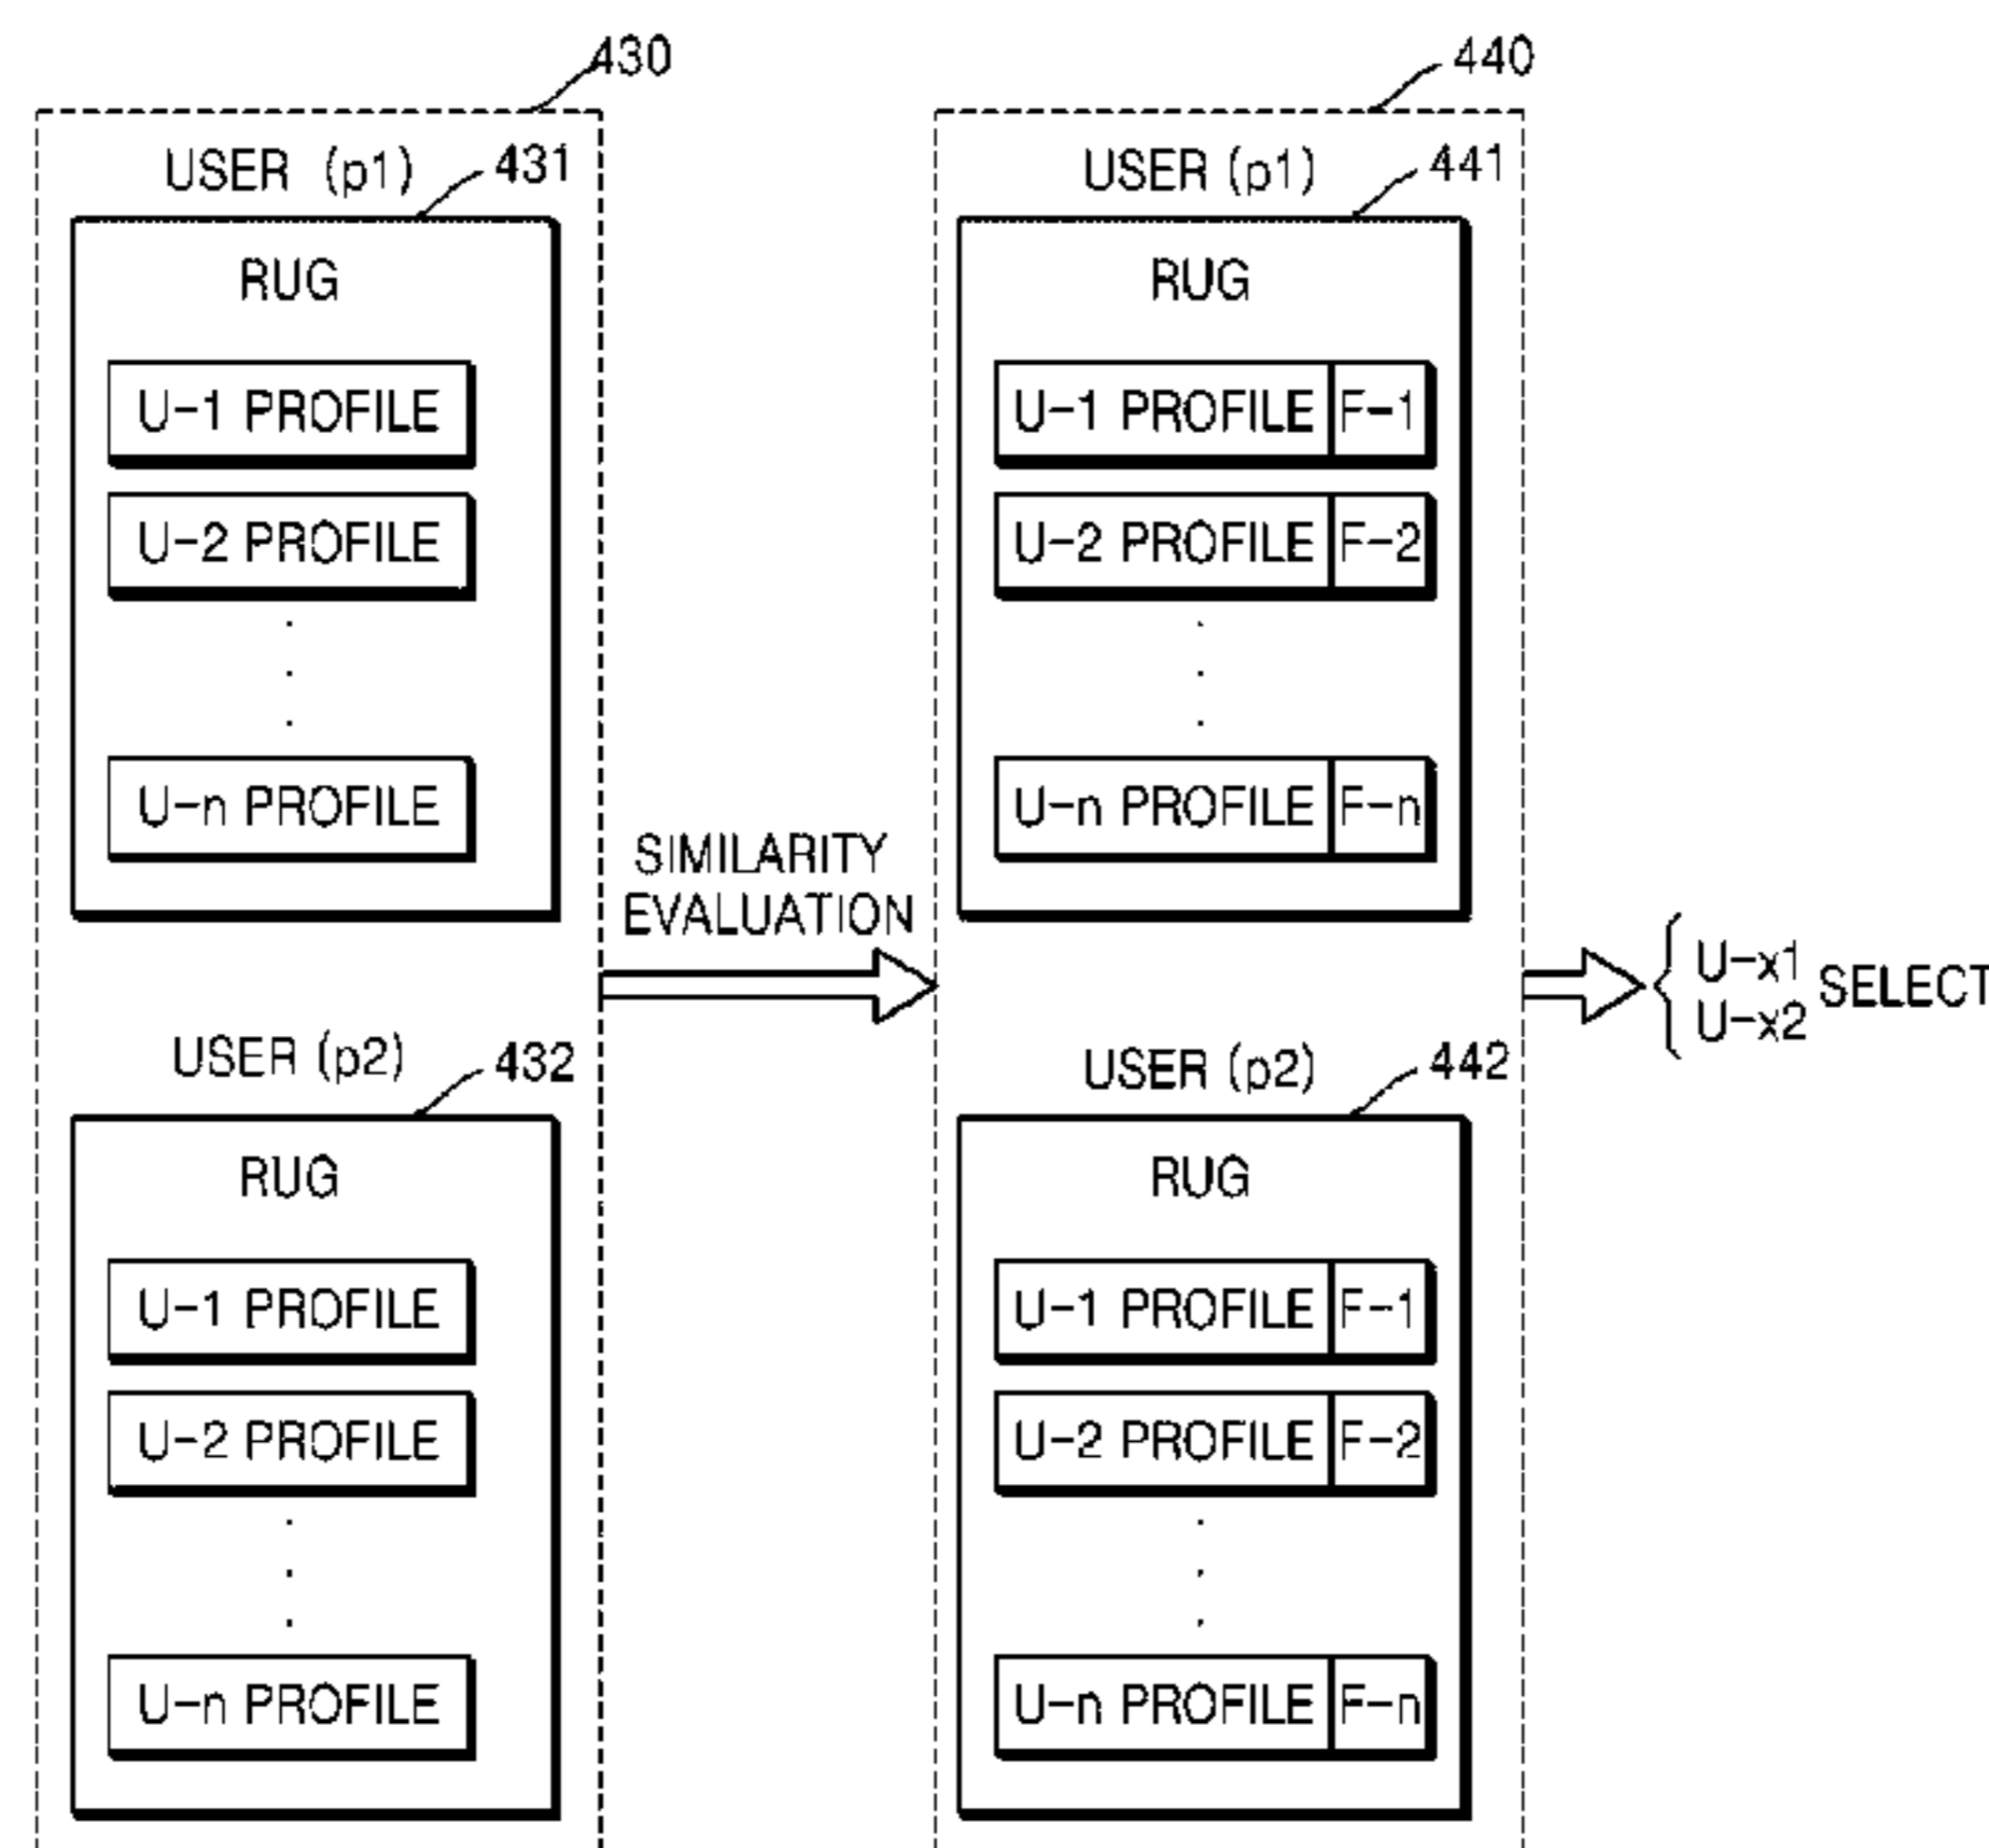 430
USER (p1)
431
RUG
U-1 PROFILE
U-2 PROFILE
U-n PROFILE
USER (p2)
432
RUG
U-1 PROFILE
U-2 PROFILE
U-n PROFILE
SIMILARITY
EVALUATION
440
USER (p1)
441
RUG
U-1 PROFILE F-1
U-2 PROFILE F-2
U-n PROFILE F-n
USER (p2)
442
RUG
U-1 PROFILE F-1
U-2 PROFILE F-2
U-n PROFILE F-n
U-x1
U-x2
SELECT